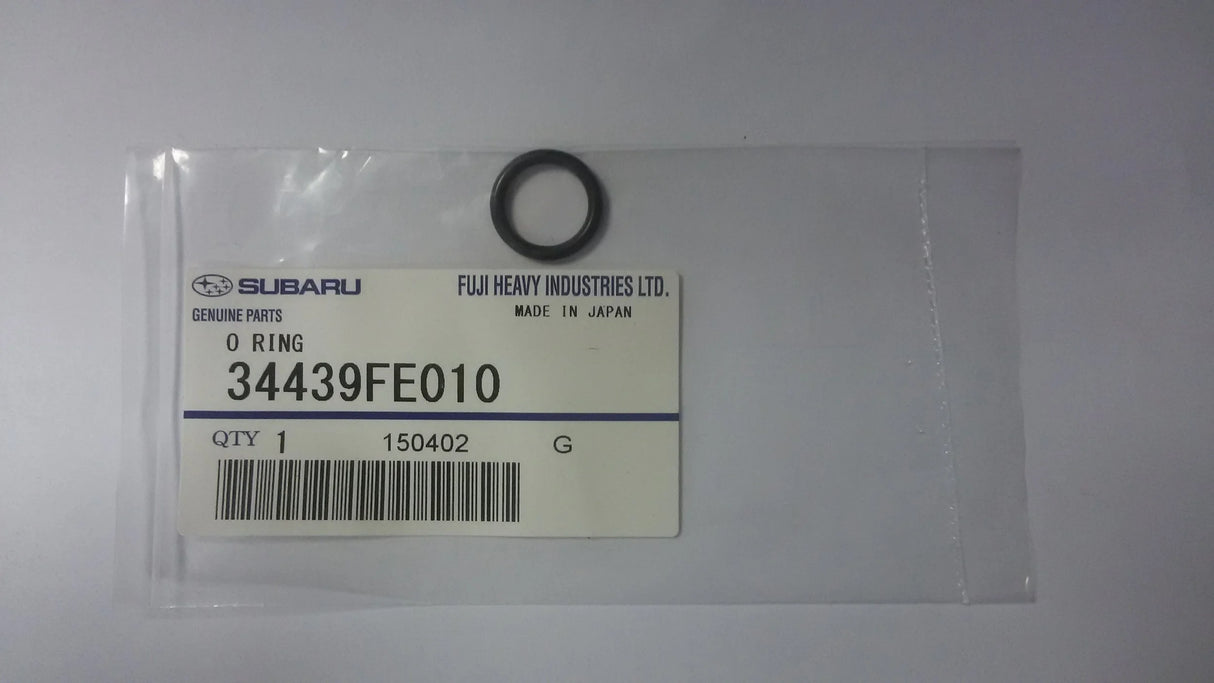 SUBARU FUJI HEAVY INDUSTRIES LTD.
GENUINE PARTS MADE IN JAPAN
O RING
34439FE010
QTY 1 150402 G